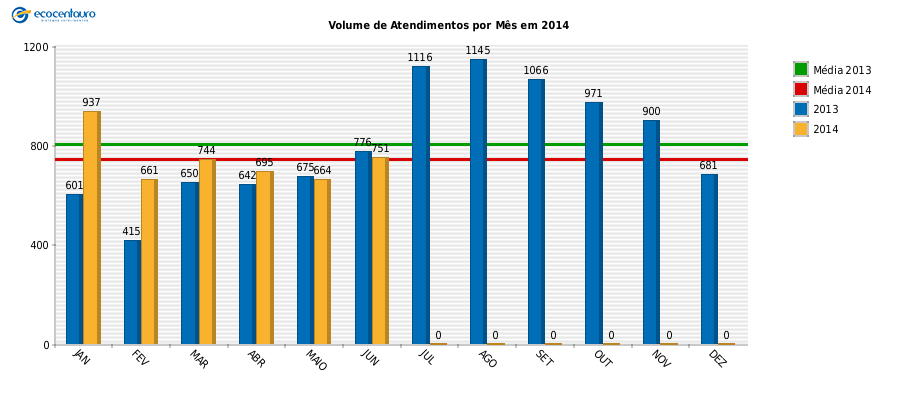 ecocentauro
Volume de Atendimentos por Mês em 2014
1200
800
400
0
601
937
415
661
650
744
642
695
675
664
776
751
1116
0
1145
0
1066
0
971
0
900
0
681
0
JAN
FEV
MAR
ABR
MAIO
JUN
JUL
AGO
SET
OUT
NOV
DEZ
Média 2013
Média 2014
2013
2014